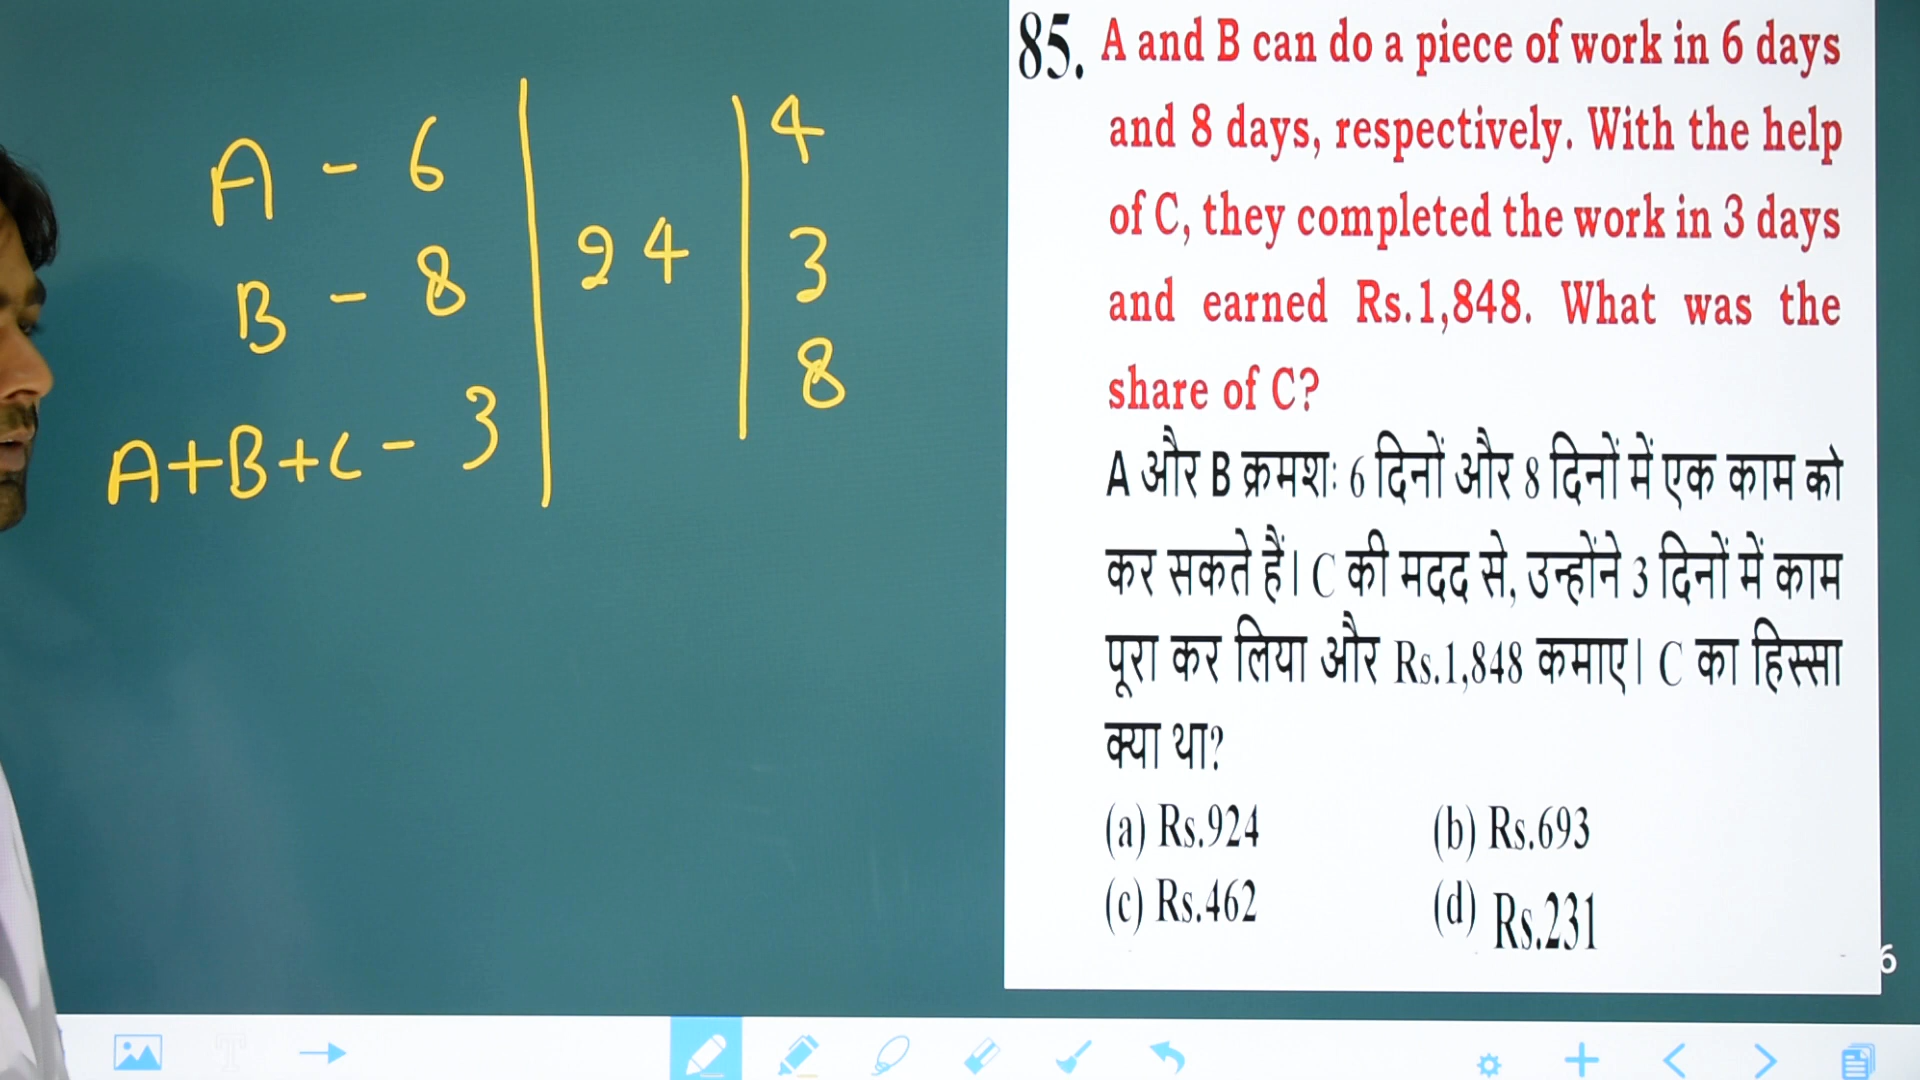 A - 6
B - 8
A+B+C - 3
24
4
3
8
85. A and B can do a piece of work in 6 days
and 8 days, respectively. With the help
of C, they completed the work in 3 days
and earned Rs.1,848. What was the
share of C?
A और B क्रमशः 6 दिनों और 8 दिनों में एक काम को
कर सकते हैं। C की मदद से, उन्होंने 3 दिनों में काम
पूरा कर लिया और Rs.1,848 कमाए। C का हिस्सा
क्या था?
(a) Rs.924 (b) Rs.693
(c) Rs.462 (d) Rs.231
6